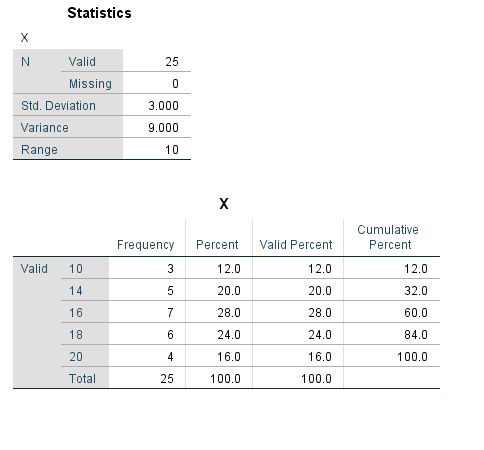 Statistics
X
N Valid 25
Missing 0
Std. Deviation 3.000
Variance 9.000
Range 10
X
Frequency Percent Valid Percent Cumulative Percent
Valid 10 3 12.0 12.0 12.0
14 5 20.0 20.0 32.0
16 7 28.0 28.0 60.0
18 6 24.0 24.0 84.0
20 4 16.0 16.0 100.0
Total 25 100.0 100.0